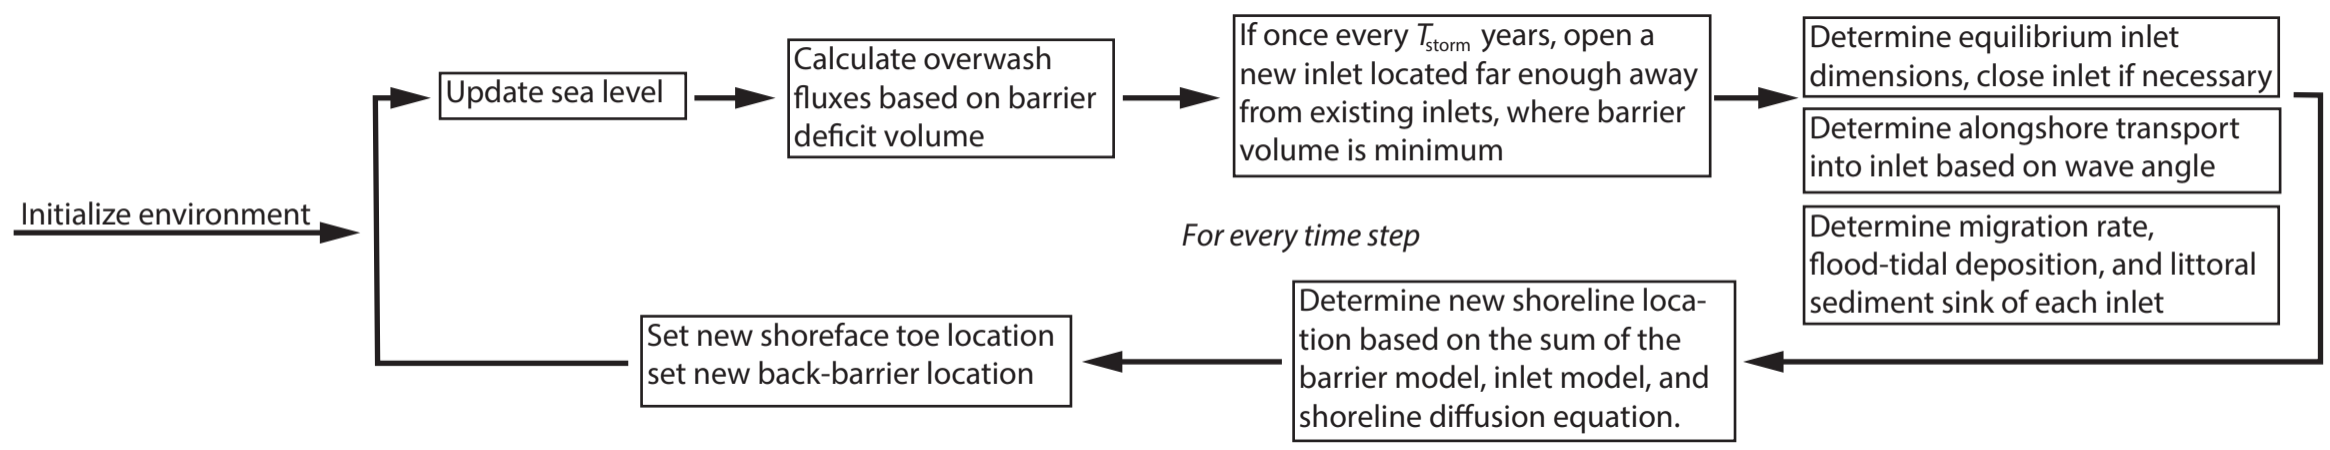 Initialize environment
Update sea level
Calculate overwash
fluxes based on barrier
deficit volume
If once every Tstorm years, open a
new inlet located far enough away
from existing inlets, where barrier
volume is minimum
Determine equilibrium inlet
dimensions, close inlet if necessary
Determine alongshore transport
into inlet based on wave angle
Determine migration rate,
flood-tidal deposition, and littoral
sediment sink of each inlet
For every time step
Determine new shoreline loca-
tion based on the sum of the
barrier model, inlet model, and
shoreline diffusion equation.
Set new shoreface toe location
set new back-barrier location